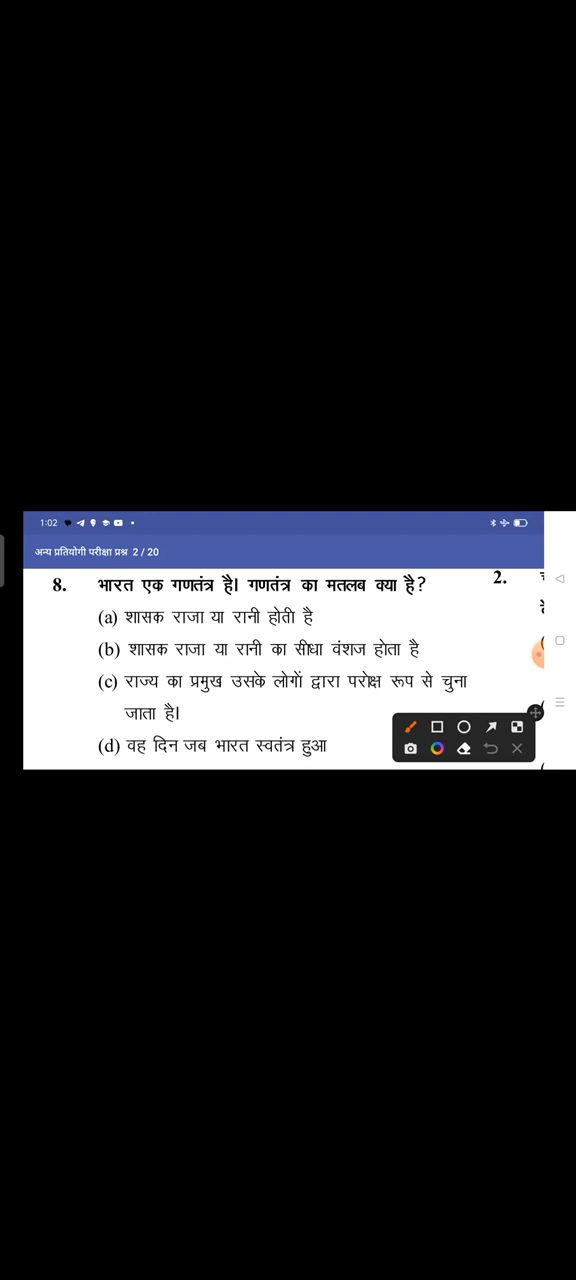 1:02
अन्य प्रतियोगी परीक्षा प्रश्न 2 / 20
8. भारत एक गणतंत्र है। गणतंत्र का मतलब क्या है?
(a) शासक राजा या रानी होती है
(b) शासक राजा या रानी का सीधा वंशज होता है
(c) राज्य का प्रमुख उसके लोगों द्वारा परोक्ष रूप से चुना
जाता है।
(d) वह दिन जब भारत स्वतंत्र हुआ
2.